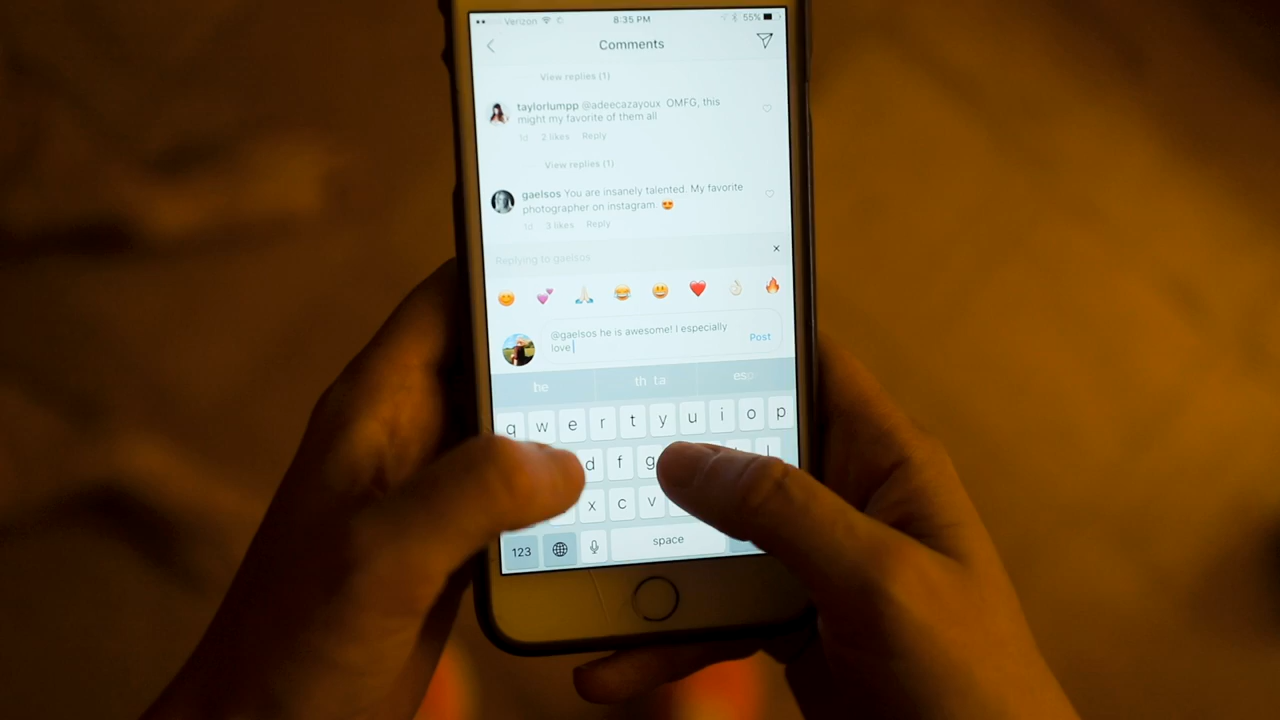 Verizon 8:35 PM 55%
Comments
View replies (1)
taylorlumpp @adeecazayoux OMFG, this
might my favorite of them all
1d 2 likes Reply
View replies (1)
gaelsos You are insanely talented. My favorite
photographer on instagram. 😍
1d 3 likes Reply
Replying to gaelsos
😊 💕 🙏🏻 😂 😃 ❤️ 👌🏻 🔥
@gaelsos he is awesome! I especially
love
Post
he
q w e r t y u i o p
d f g
x c v
123 space